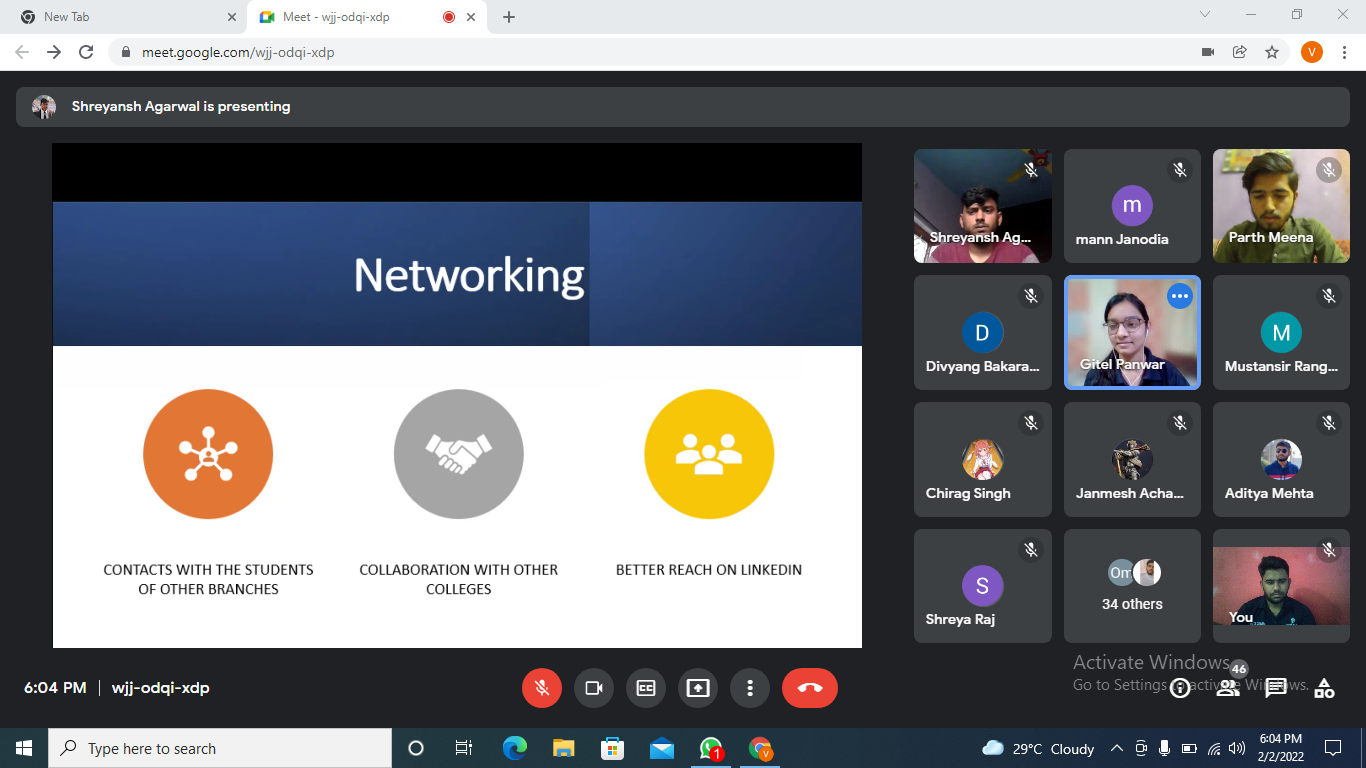 New Tab
Meet - wjj-odqi-xdp
meet.google.com/wjj-odqi-xdp
V
Shreyansh Agarwal is presenting
Networking
CONTACTS WITH THE STUDENTS
OF OTHER BRANCHES
COLLABORATION WITH OTHER
COLLEGES
BETTER REACH ON LINKEDIN
Shreyansh Ag...
m
mann Janodia
Parth Meena
D
Divyang Bakara...
Gitel Panwar
M
Mustansir Rang...
Chirag Singh
Janmesh Acha...
Aditya Mehta
S
Shreya Raj
Om
34 others
You
6:04 PM | wjj-odqi-xdp
CC
Activate Windows
46
Go to Settings to activate Windows.
Type here to search
1
V
29°C Cloudy
6:04 PM
2/2/2022